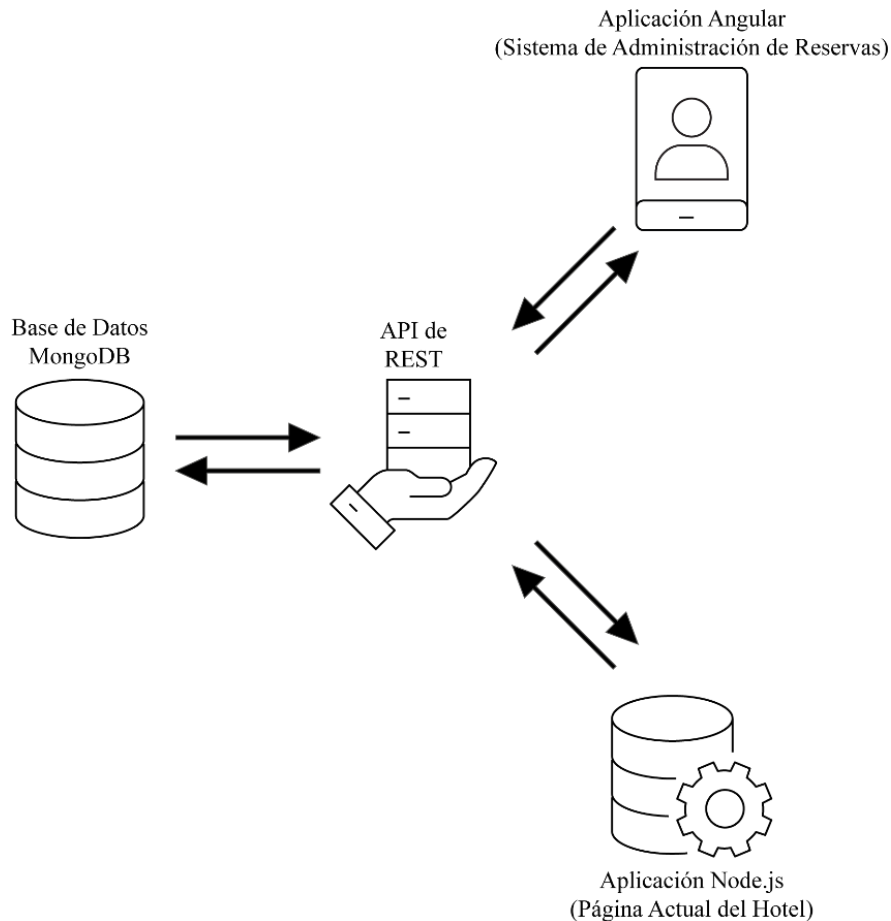 Aplicación Angular
(Sistema de Administración de Reservas)
Base de Datos
MongoDB
API de
REST
Aplicación Node.js
(Página Actual del Hotel)